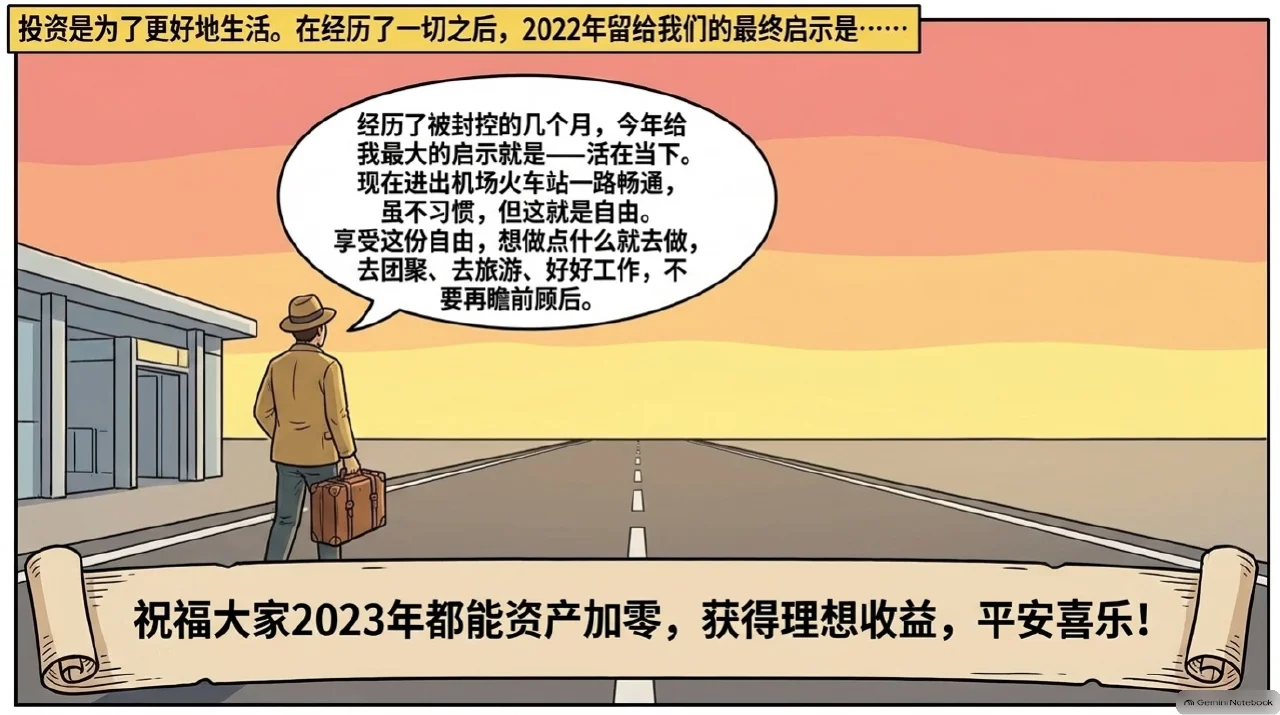 投资是为了更好地生活。在经历了一切之后，2022年留给我们的最终启示是……
经历了被封控的几个月，今年给
我最大的启示就是——活在当下。
现在进出机场火车站一路畅通，
虽不习惯，但这就是自由。
享受这份自由，想做点什么就去做，
去团聚、去旅游、好好工作，不
要再瞻前顾后。
祝福大家2023年都能资产加零，获得理想收益，平安喜乐！
Gemini Notebook